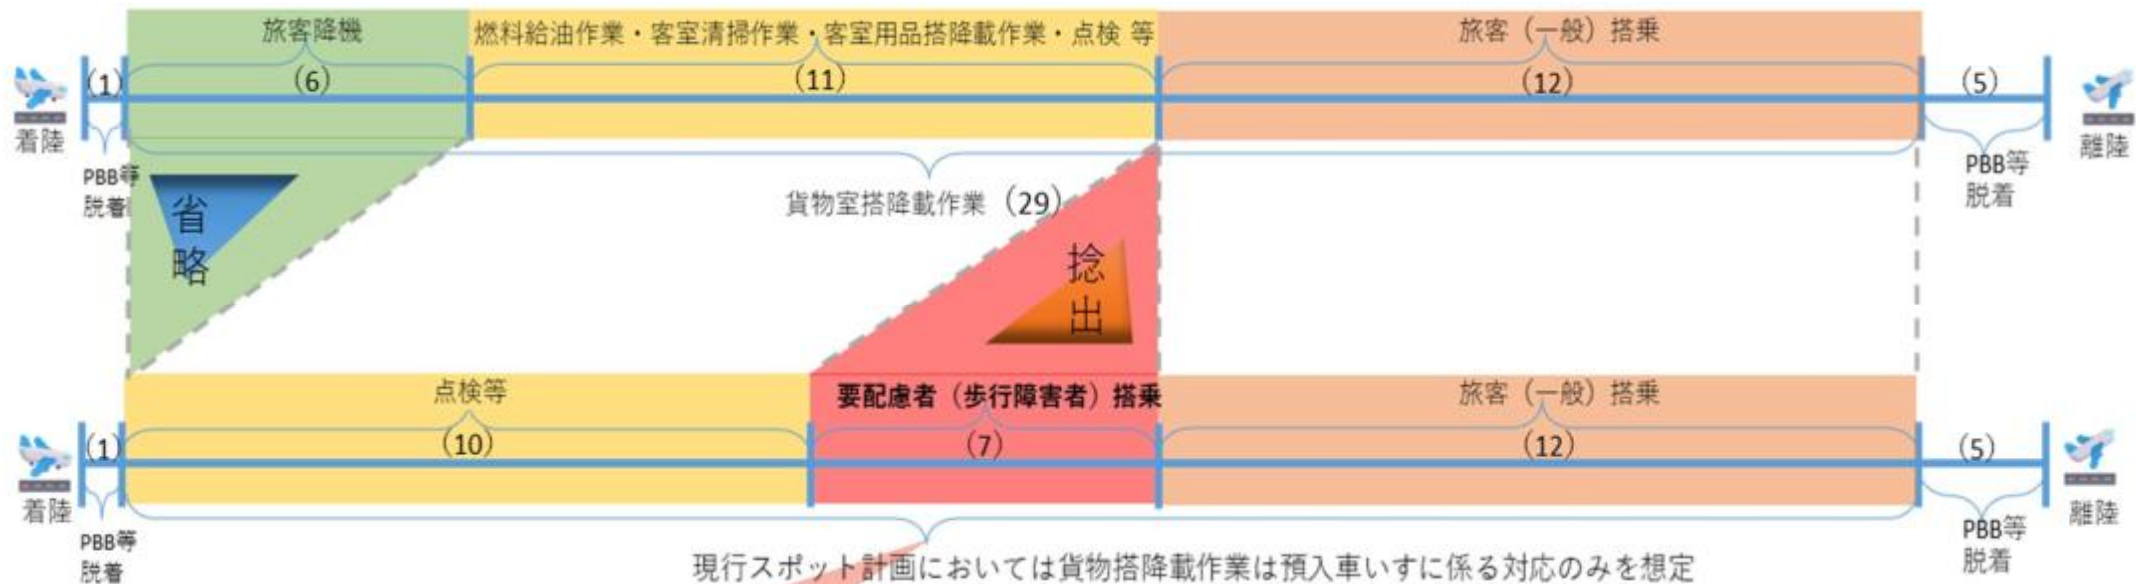 旅客降機
燃料給油作業・客室清掃作業・客室用品搭降載作業・点検 等
旅客（一般）搭乗
(1)
(6)
(11)
(12)
(5)
着陸
離陸
PBB等
脱着
PBB等
脱着
貨物室搭降載作業（29）
省
略
捻
出
点検等
要配慮者（歩行障害者）搭乗
旅客（一般）搭乗
(1)
(10)
(7)
(12)
(5)
着陸
離陸
PBB等
脱着
PBB等
脱着
現行スポット計画においては貨物搭降載作業は預入車いすに係る対応のみを想定